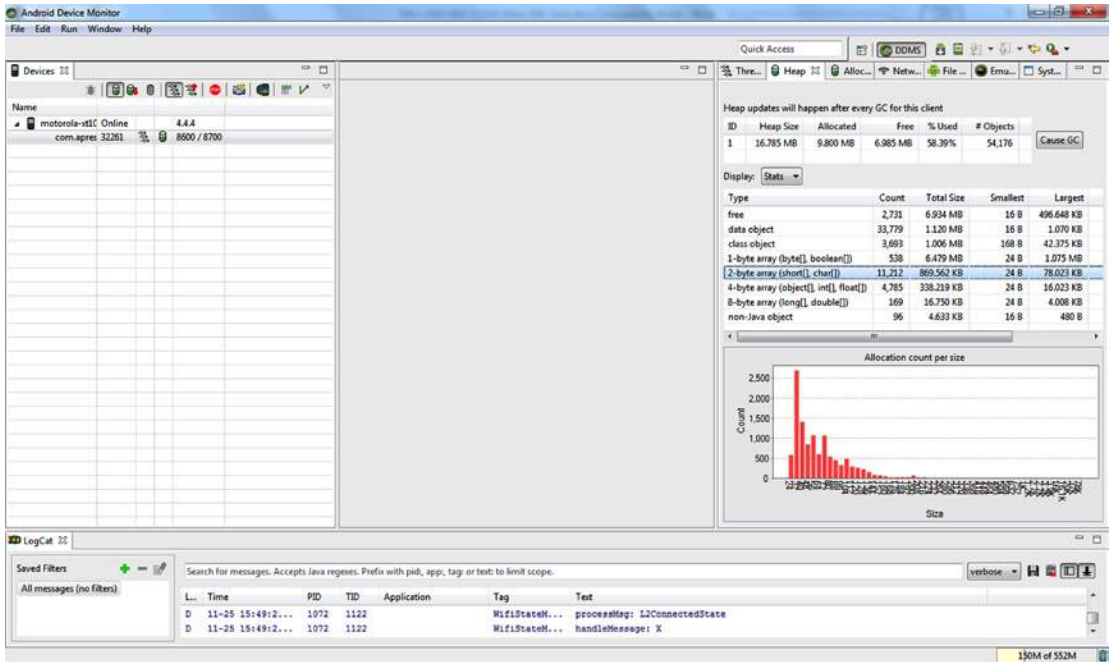 Android Device Monitor
File Edit Run Window Help
Quick Access
DDMS
Devices
Name
motorola-xt10 Online 4.4.4
com.apres 32261 8600 / 8700
Thre... Heap Alloc... Netw... File ... Emu... Syst...
Heap updates will happen after every GC for this client
ID Heap Size Allocated Free % Used # Objects
1 16.785 MB 9.800 MB 6.985 MB 58.39% 54,176
Cause GC
Display: Stats
Type Count Total Size Smallest Largest
free 2,731 6.934 MB 16 B 496.648 KB
data object 33,779 1.120 MB 16 B 1.070 KB
class object 3,693 1.006 MB 168 B 42.375 KB
1-byte array (byte[], boolean[]) 538 6.479 MB 24 B 1.075 MB
2-byte array (short[], char[]) 11,212 869.562 KB 24 B 78.023 KB
4-byte array (object[], int[], float[]) 4,785 338.219 KB 24 B 16.023 KB
8-byte array (long[], double[]) 169 16.750 KB 24 B 4.008 KB
non-Java object 96 4.633 KB 16 B 480 B
Allocation count per size
Count
2,500
2,000
1,500
1,000
500
0
Size
LogCat
Saved Filters
All messages (no filters)
Search for messages. Accepts Java regexes. Prefix with pid:, app:, tag: or text: to limit scope.
verbose
L... Time PID TID Application Tag Text
D 11-25 15:49:2... 1072 1122 WifiStateM... processMsg: L2ConnectedState
D 11-25 15:49:2... 1072 1122 WifiStateM... handleMessage: X
150M of 552M